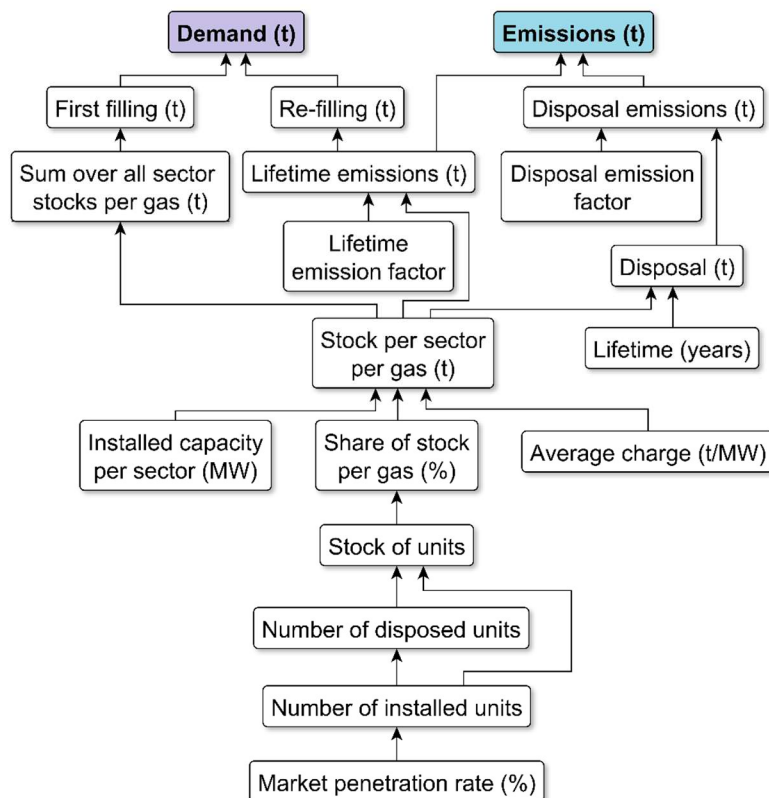 Demand (t)
Emissions (t)
First filling (t)
Re-filling (t)
Disposal emissions (t)
Sum over all sector
stocks per gas (t)
Lifetime emissions (t)
Disposal emission
factor
Lifetime
emission factor
Disposal (t)
Stock per sector
per gas (t)
Lifetime (years)
Installed capacity
per sector (MW)
Share of stock
per gas (%)
Average charge (t/MW)
Stock of units
Number of disposed units
Number of installed units
Market penetration rate (%)